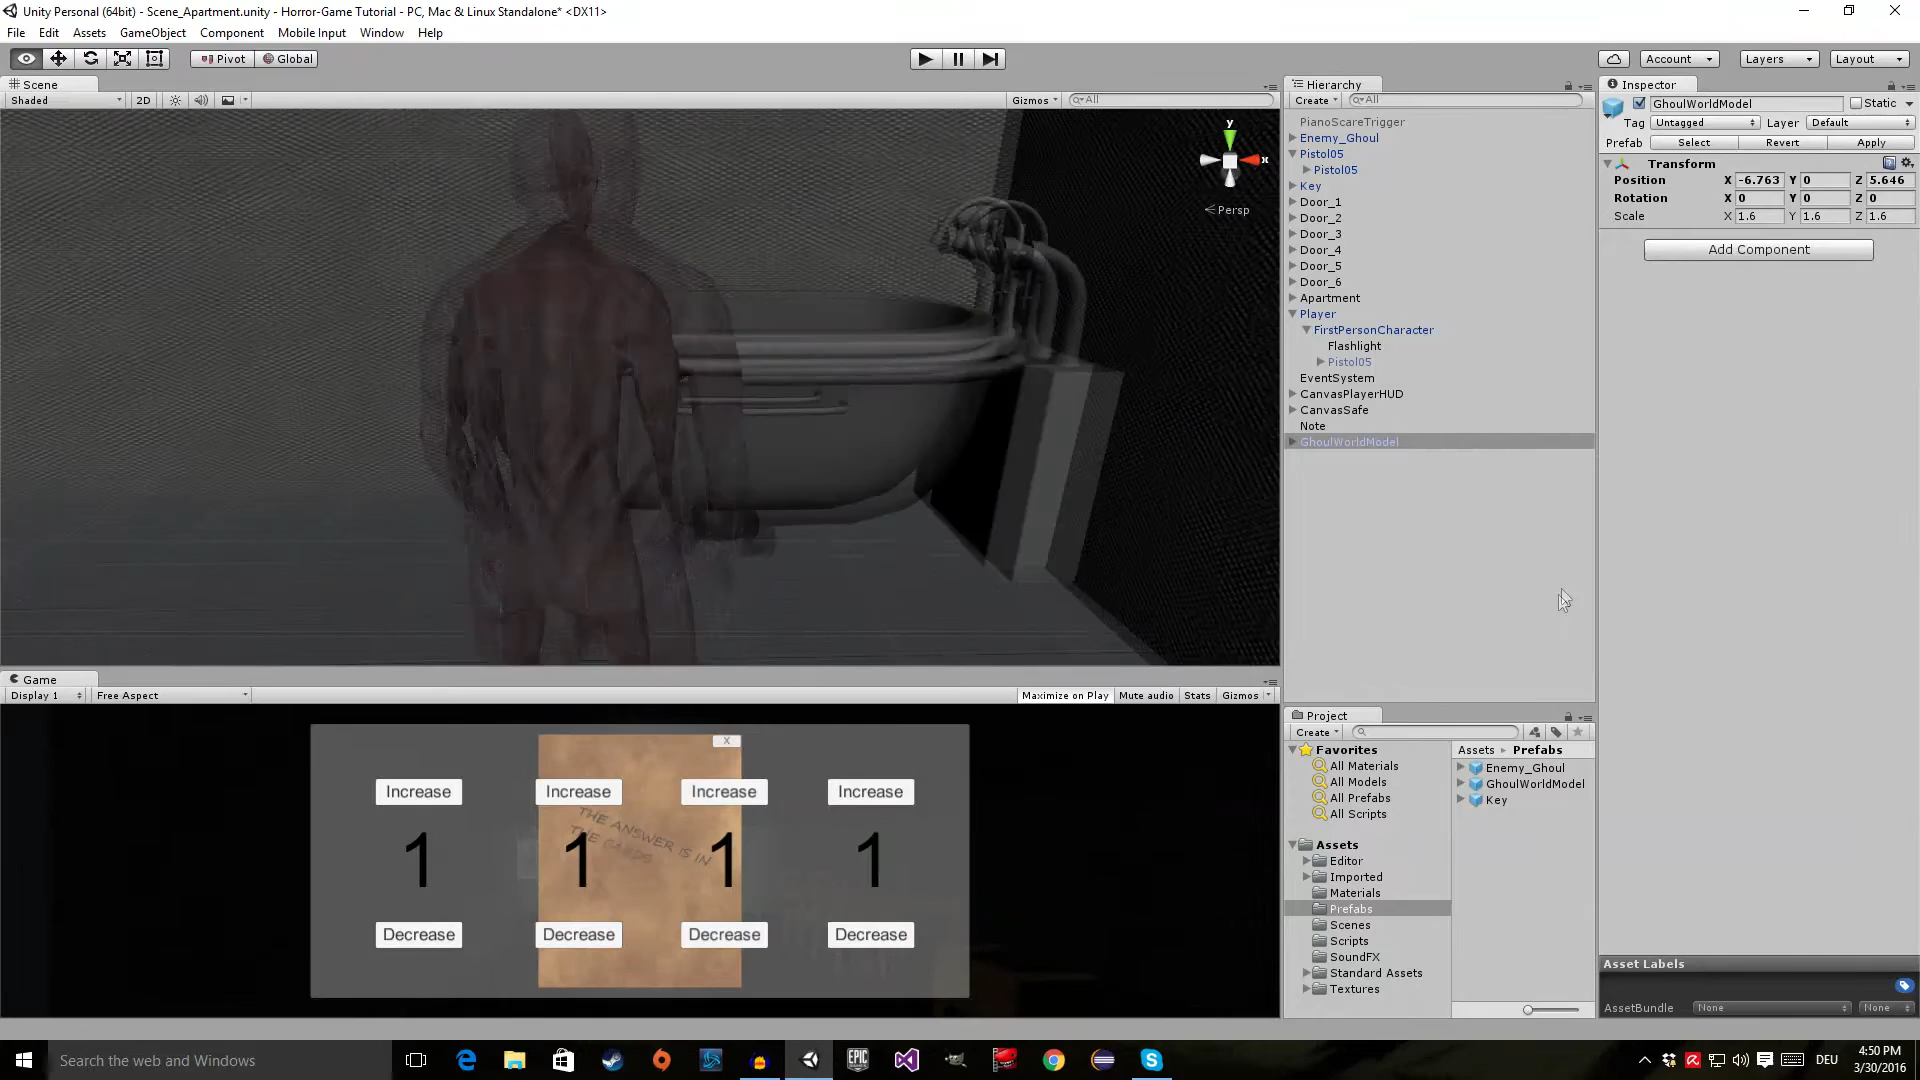 Unity Personal (64bit) - Scene_Apartment.unity - Horror-Game Tutorial - PC, Mac & Linux Standalone* <DX11>
File Edit Assets GameObject Component Mobile Input Window Help
Pivot Global Account Layers Layout
Scene
Shaded 2D Gizmos All
y
x
Persp
Hierarchy
Create All
PianoScareTrigger
Enemy_Ghoul
Pistol05
Pistol05
Key
Door_1
Door_2
Door_3
Door_4
Door_5
Door_6
Apartment
Player
FirstPersonCharacter
Flashlight
Pistol05
EventSystem
CanvasPlayerHUD
CanvasSafe
Note
GhoulWorldModel
Inspector
GhoulWorldModel Static
Tag Untagged Layer Default
Prefab Select Revert Apply
Transform
Position X -6.763 Y 0 Z 5.646
Rotation X 0 Y 0 Z 0
Scale X 1.6 Y 1.6 Z 1.6
Add Component
Game
Display 1 Free Aspect Maximize on Play Mute audio Stats Gizmos
X
Increase Increase Increase Increase
THE ANSWER IS IN
THE CARDS
1 1 1 1
Decrease Decrease Decrease Decrease
Project
Create
Favorites
All Materials
All Models
All Prefabs
All Scripts
Assets
Editor
Imported
Materials
Prefabs
Scenes
Scripts
SoundFX
Standard Assets
Textures
Assets Prefabs
Enemy_Ghoul
GhoulWorldModel
Key
Asset Labels
AssetBundle None None
Search the web and Windows
EPIC
DEU
4:50 PM
3/30/2016